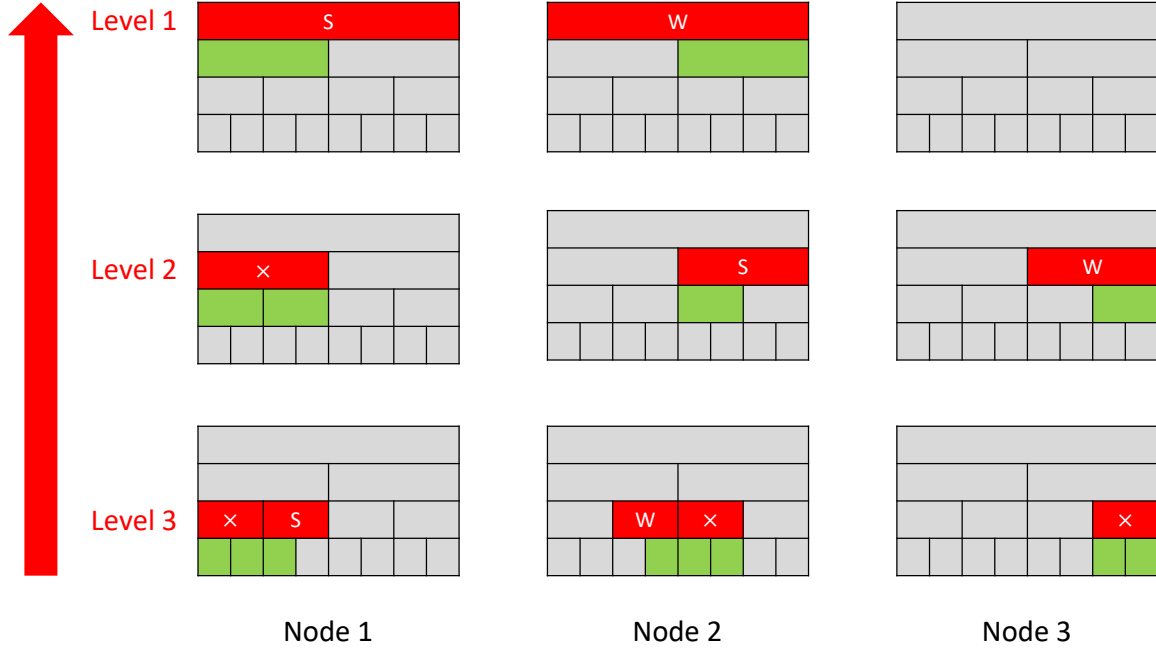 Level 1
S
W
Level 2
×
S
W
Level 3
×
S
W
×
×
Node 1
Node 2
Node 3